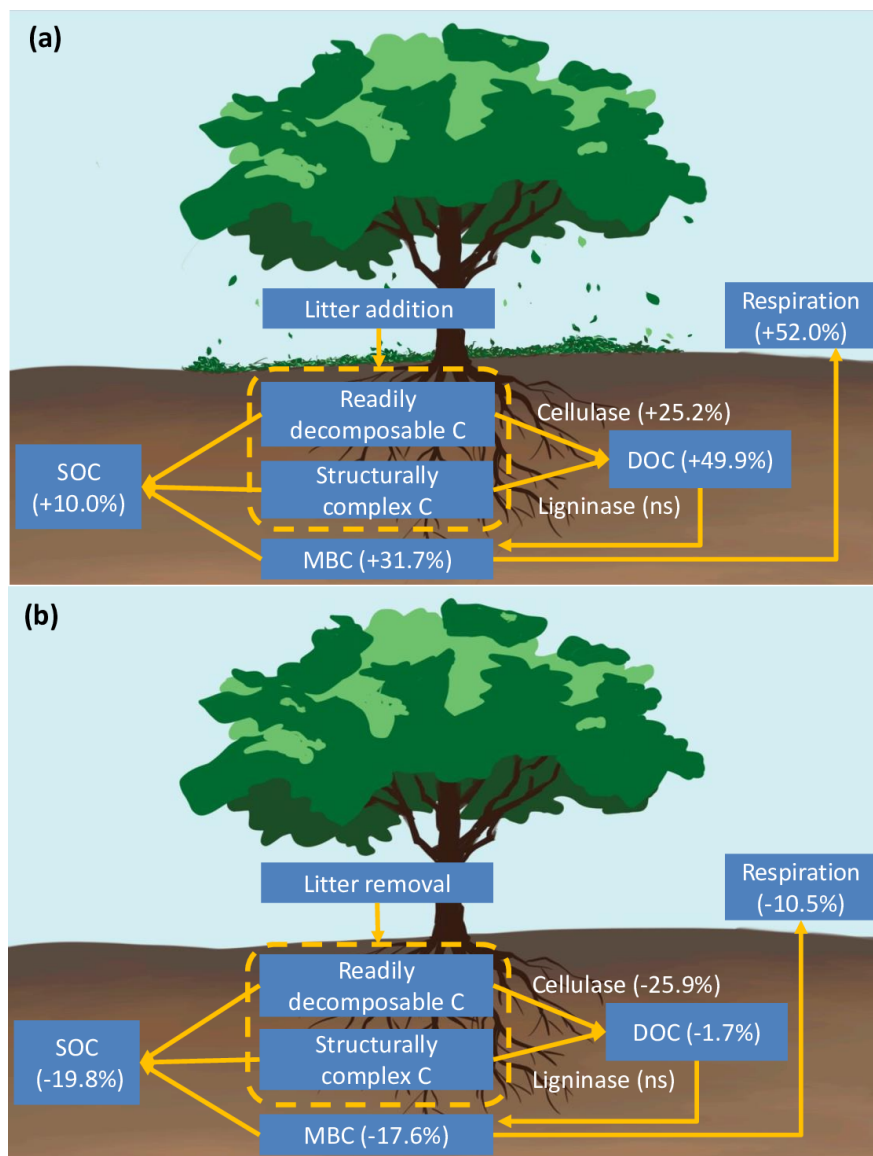 (a)
Litter addition
Respiration
(+52.0%)
Readily
decomposable C
Cellulase (+25.2%)
SOC
(+10.0%)
DOC (+49.9%)
Structurally
complex C
Ligninase (ns)
MBC (+31.7%)
(b)
Litter removal
Respiration
(-10.5%)
Readily
decomposable C
Cellulase (-25.9%)
SOC
(-19.8%)
DOC (-1.7%)
Structurally
complex C
Ligninase (ns)
MBC (-17.6%)